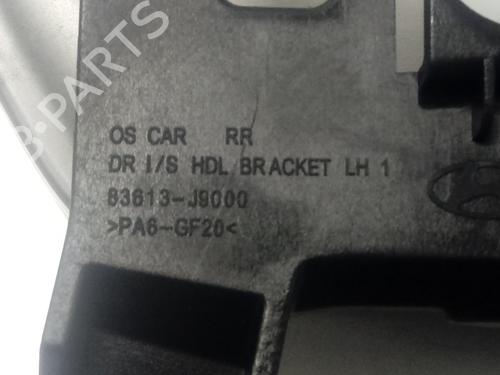 OS CAR RR
DR I/S HDL BRACKET LH 1
83613-J9000
>PA6-GF20<
B-PARTS